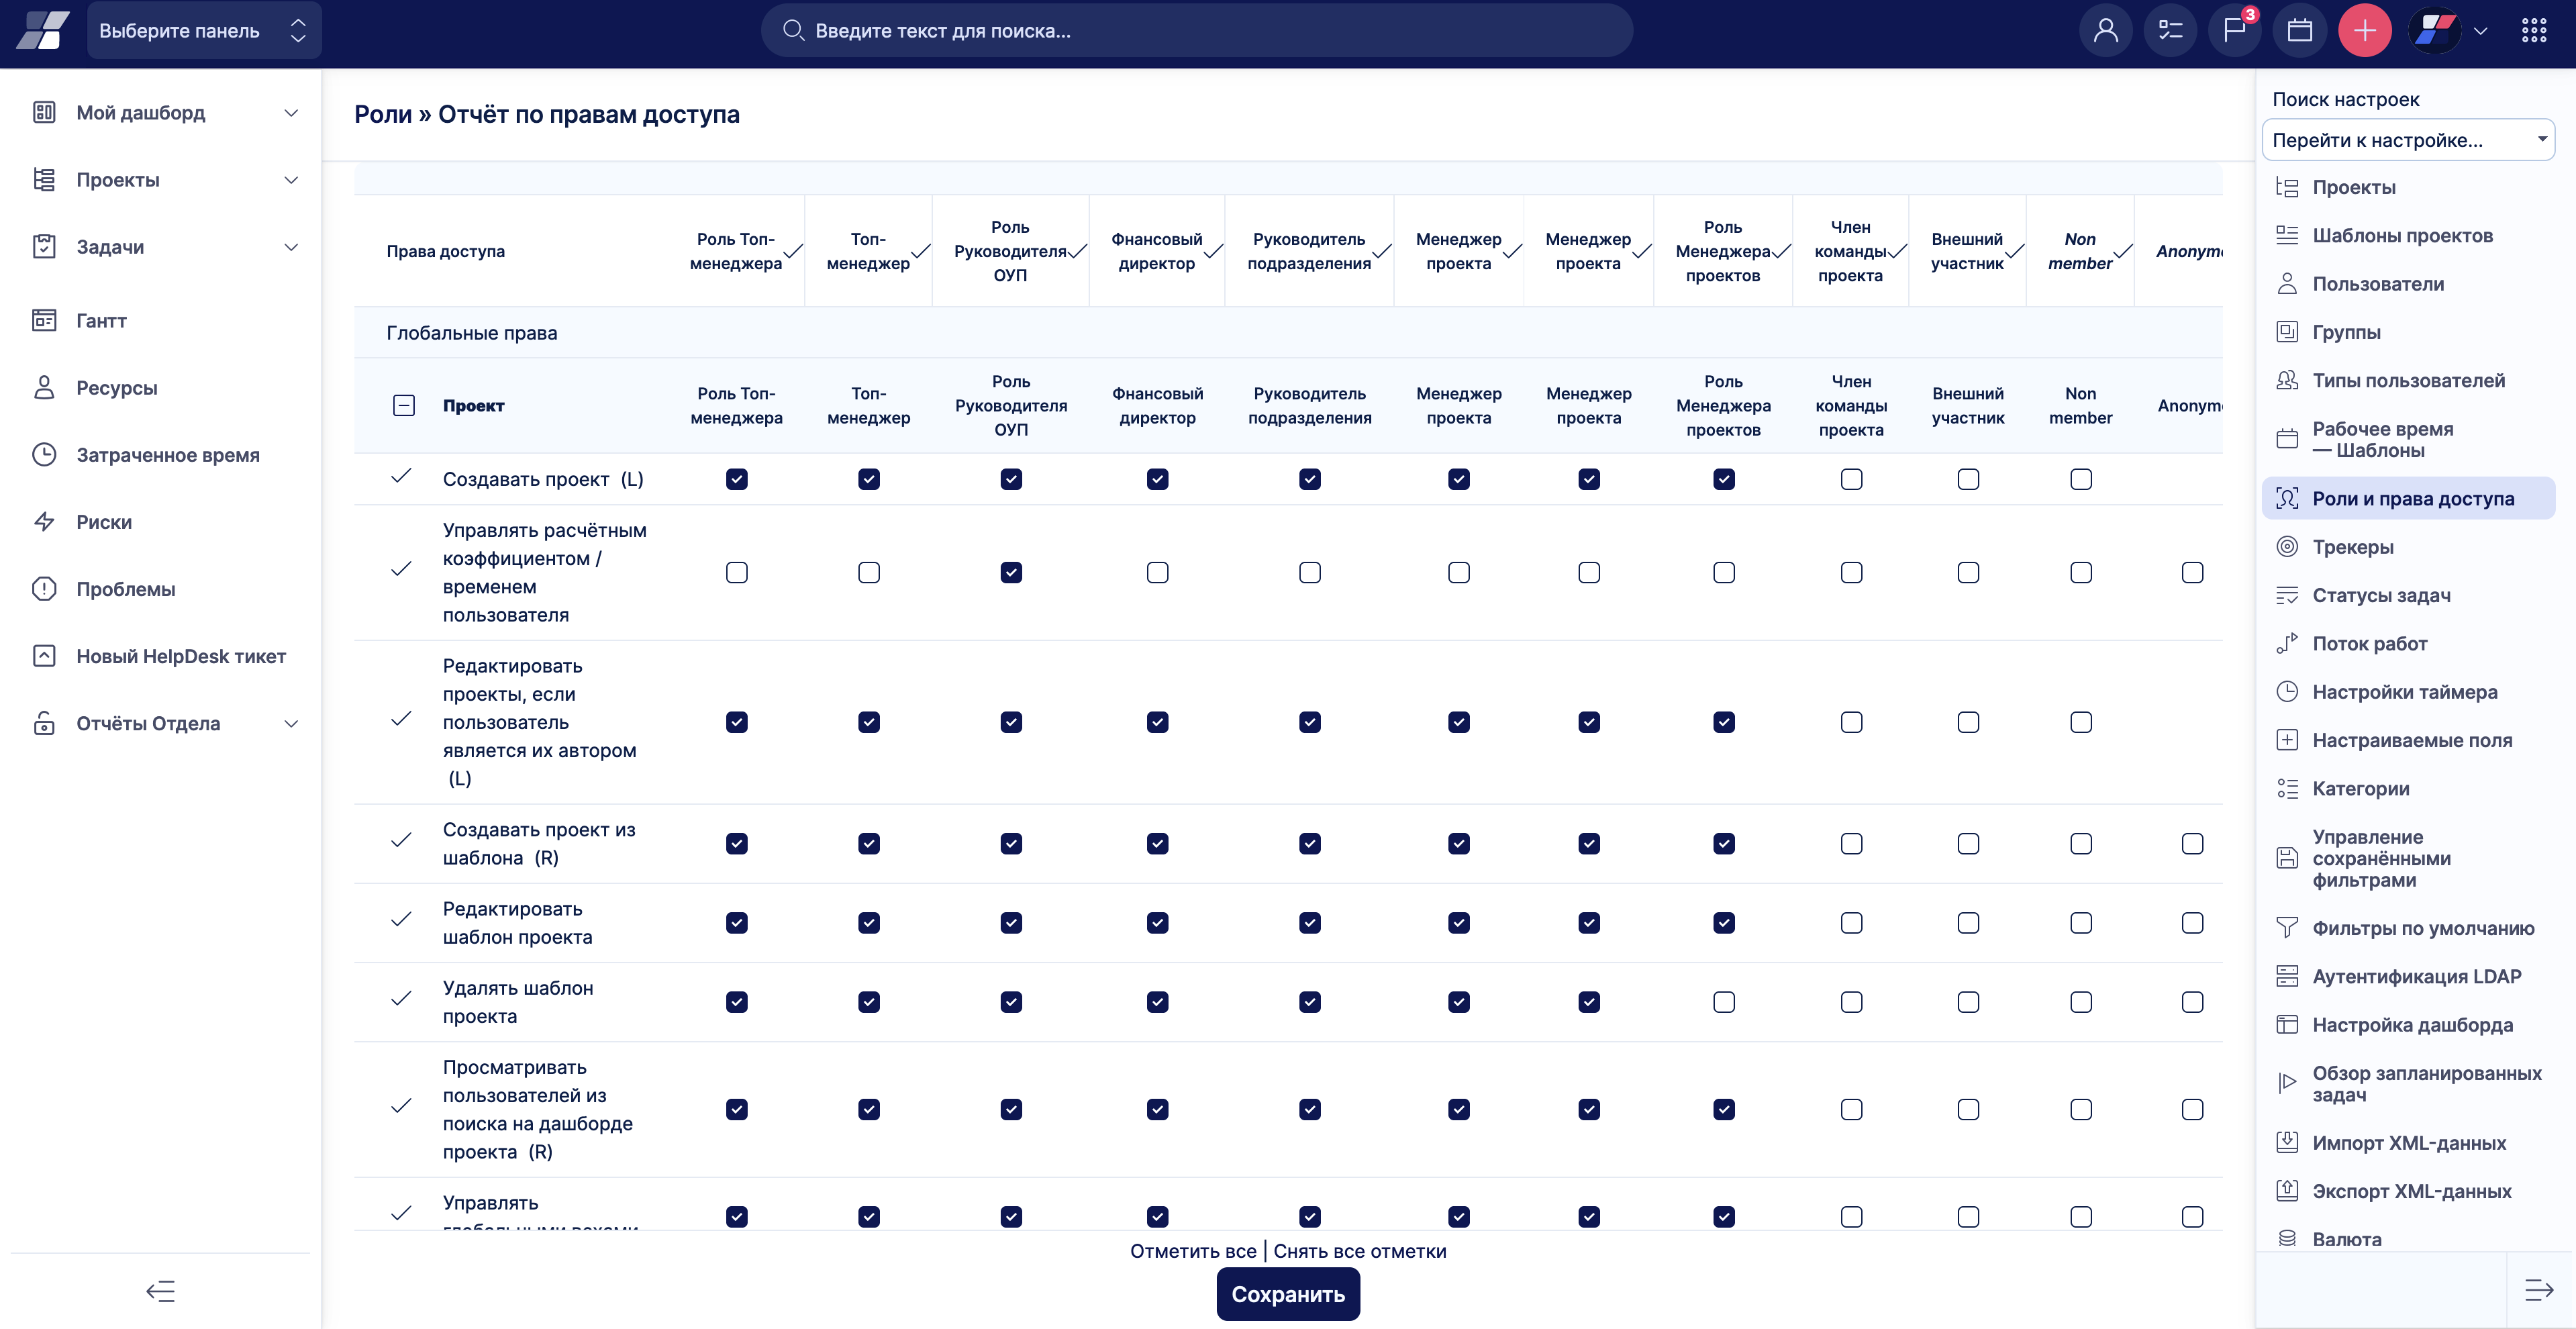 Выберите панель
Введите текст для поиска...
3
Мой дашборд
Проекты
Задачи
Гантт
Ресурсы
Затраченное время
Риски
Проблемы
Новый HelpDesk тикет
Отчёты Отдела
Роли » Отчёт по правам доступа
Права доступа
Роль Топ-
менеджера
Топ-
менеджер
Роль
Руководителя
ОУП
Фнансовый
директор
Руководитель
подразделения
Менеджер
проекта
Менеджер
проекта
Роль
Менеджера
проектов
Член
команды
проекта
Внешний
участник
Non
member
Anonym
Глобальные права
Проект
Роль Топ-
менеджера
Топ-
менеджер
Роль
Руководителя
ОУП
Фнансовый
директор
Руководитель
подразделения
Менеджер
проекта
Менеджер
проекта
Роль
Менеджера
проектов
Член
команды
проекта
Внешний
участник
Non
member
Anonym
Создавать проект (L)
Управлять расчётным
коэффициентом /
временем
пользователя
Редактировать
проекты, если
пользователь
является их автором
(L)
Создавать проект из
шаблона (R)
Редактировать
шаблон проекта
Удалять шаблон
проекта
Просматривать
пользователей из
поиска на дашборде
проекта (R)
Управлять
Отметить все | Снять все отметки
Сохранить
Поиск настроек
Перейти к настройке...
Проекты
Шаблоны проектов
Пользователи
Группы
Типы пользователей
Рабочее время
— Шаблоны
Роли и права доступа
Трекеры
Статусы задач
Поток работ
Настройки таймера
Настраиваемые поля
Категории
Управление
сохранёнными
фильтрами
Фильтры по умолчанию
Аутентификация LDAP
Настройка дашборда
Обзор запланированных
задач
Импорт XML-данных
Экспорт XML-данных
Валюта